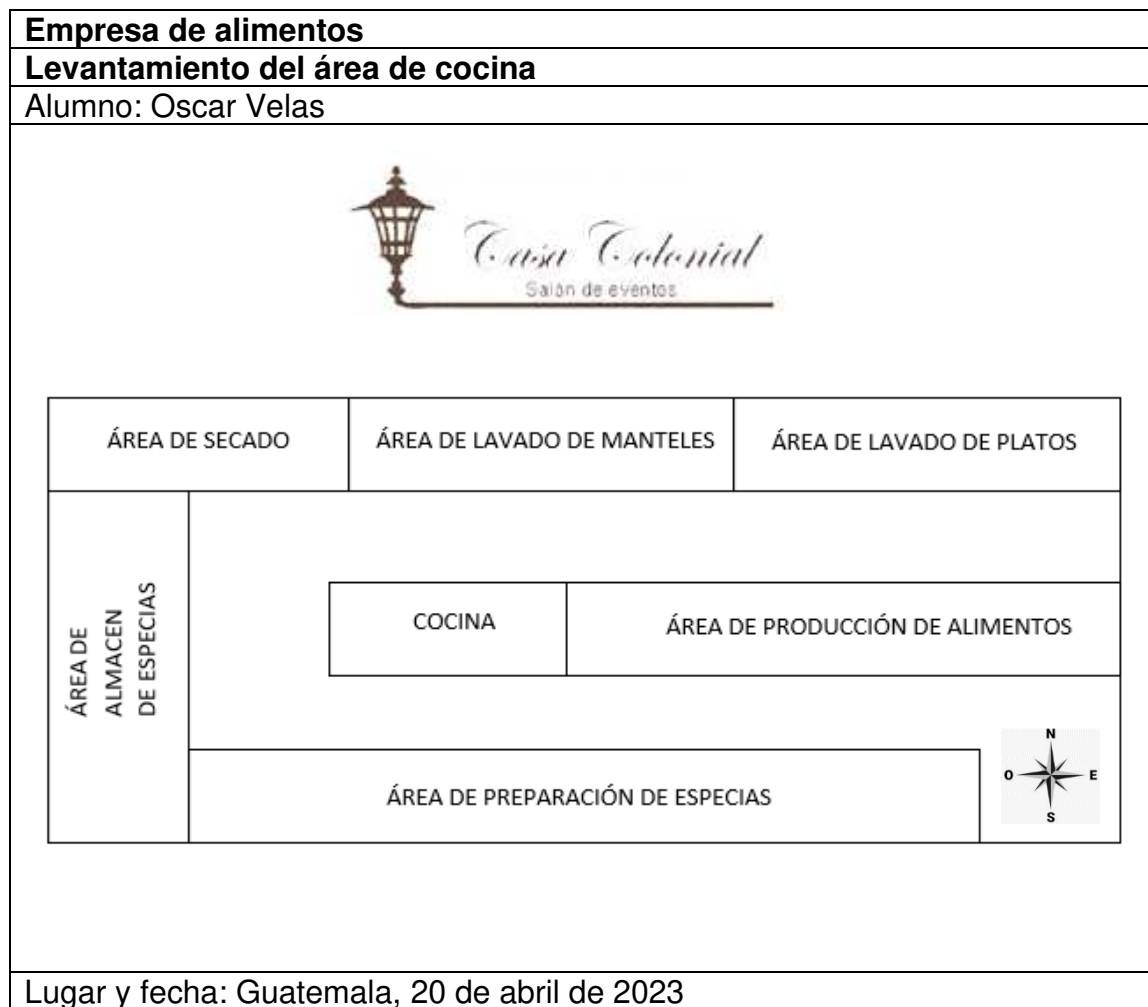 Empresa de alimentos
Levantamiento del área de cocina
Alumno: Oscar Velas
Casa Colonial
Salón de eventos
ÁREA DE SECADO
ÁREA DE LAVADO DE MANTELES
ÁREA DE LAVADO DE PLATOS
ÁREA DE
ALMACEN
DE ESPECIAS
COCINA
ÁREA DE PRODUCCIÓN DE ALIMENTOS
ÁREA DE PREPARACIÓN DE ESPECIAS
N
O
E
S
Lugar y fecha: Guatemala, 20 de abril de 2023